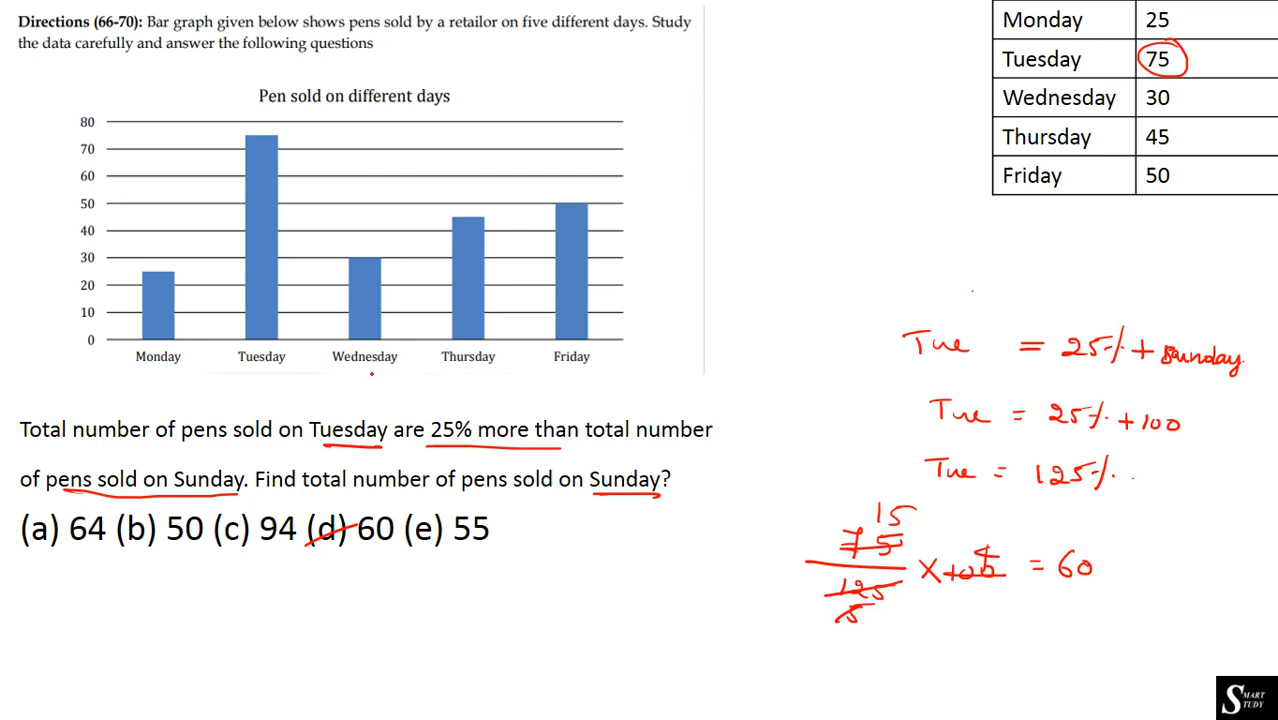 Directions (66-70): Bar graph given below shows pens sold by a retailor on five different days. Study
the data carefully and answer the following questions
Pen sold on different days
80
70
60
50
40
30
20
10
0
Monday Tuesday Wednesday Thursday Friday
Monday 25
Tuesday 75
Wednesday 30
Thursday 45
Friday 50
Total number of pens sold on Tuesday are 25% more than total number
of pens sold on Sunday. Find total number of pens sold on Sunday?
(a) 64 (b) 50 (c) 94 (d) 60 (e) 55
Tue = 25% + Sunday
Tue = 25% + 100
Tue = 125%
15
75
125
5
X 100 4 = 60
SMART
STUDY